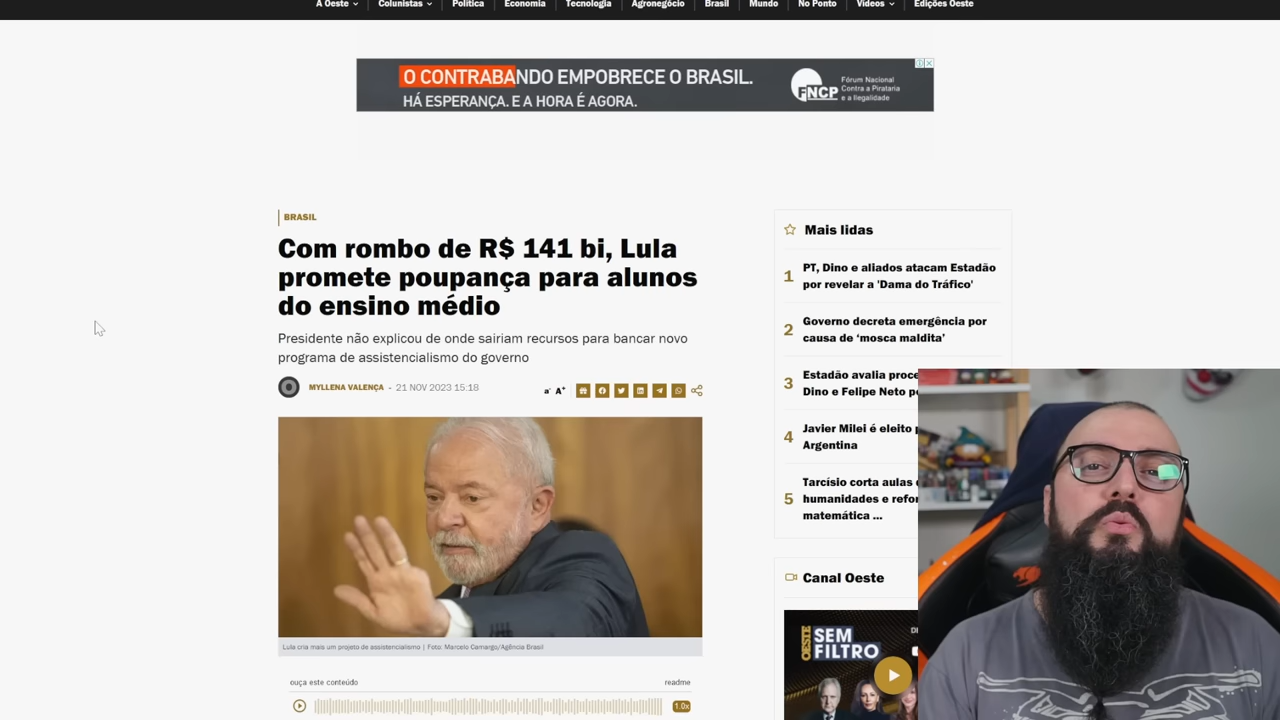 A Oeste
Colunistas
Política
Economia
Tecnologia
Agronegócio
Brasil
Mundo
No Ponto
Vídeos
Edições Oeste
O CONTRABANDO EMPOBRECE O BRASIL.
HÁ ESPERANÇA. E A HORA É AGORA.
FNCP
Fórum Nacional
Contra a Pirataria
e a Ilegalidade
BRASIL
Com rombo de R$ 141 bi, Lula
promete poupança para alunos
do ensino médio
Presidente não explicou de onde sairiam recursos para bancar novo
programa de assistencialismo do governo
MYLLENA VALENÇA - 21 NOV 2023 15:18
a- A+
Lula cria mais um projeto de assistencialismo | Foto: Marcelo Camargo/Agência Brasil
ouça este conteúdo
readme
1.0x
Mais lidas
1 PT, Dino e aliados atacam Estadão
por revelar a 'Dama do Tráfico'
2 Governo decreta emergência por
causa de ‘mosca maldita’
3 Estadão avalia proce
Dino e Felipe Neto p
4 Javier Milei é eleito
Argentina
5 Tarcísio corta aulas
humanidades e refor
matemática ...
Canal Oeste
OESTE
SEM
FILTRO